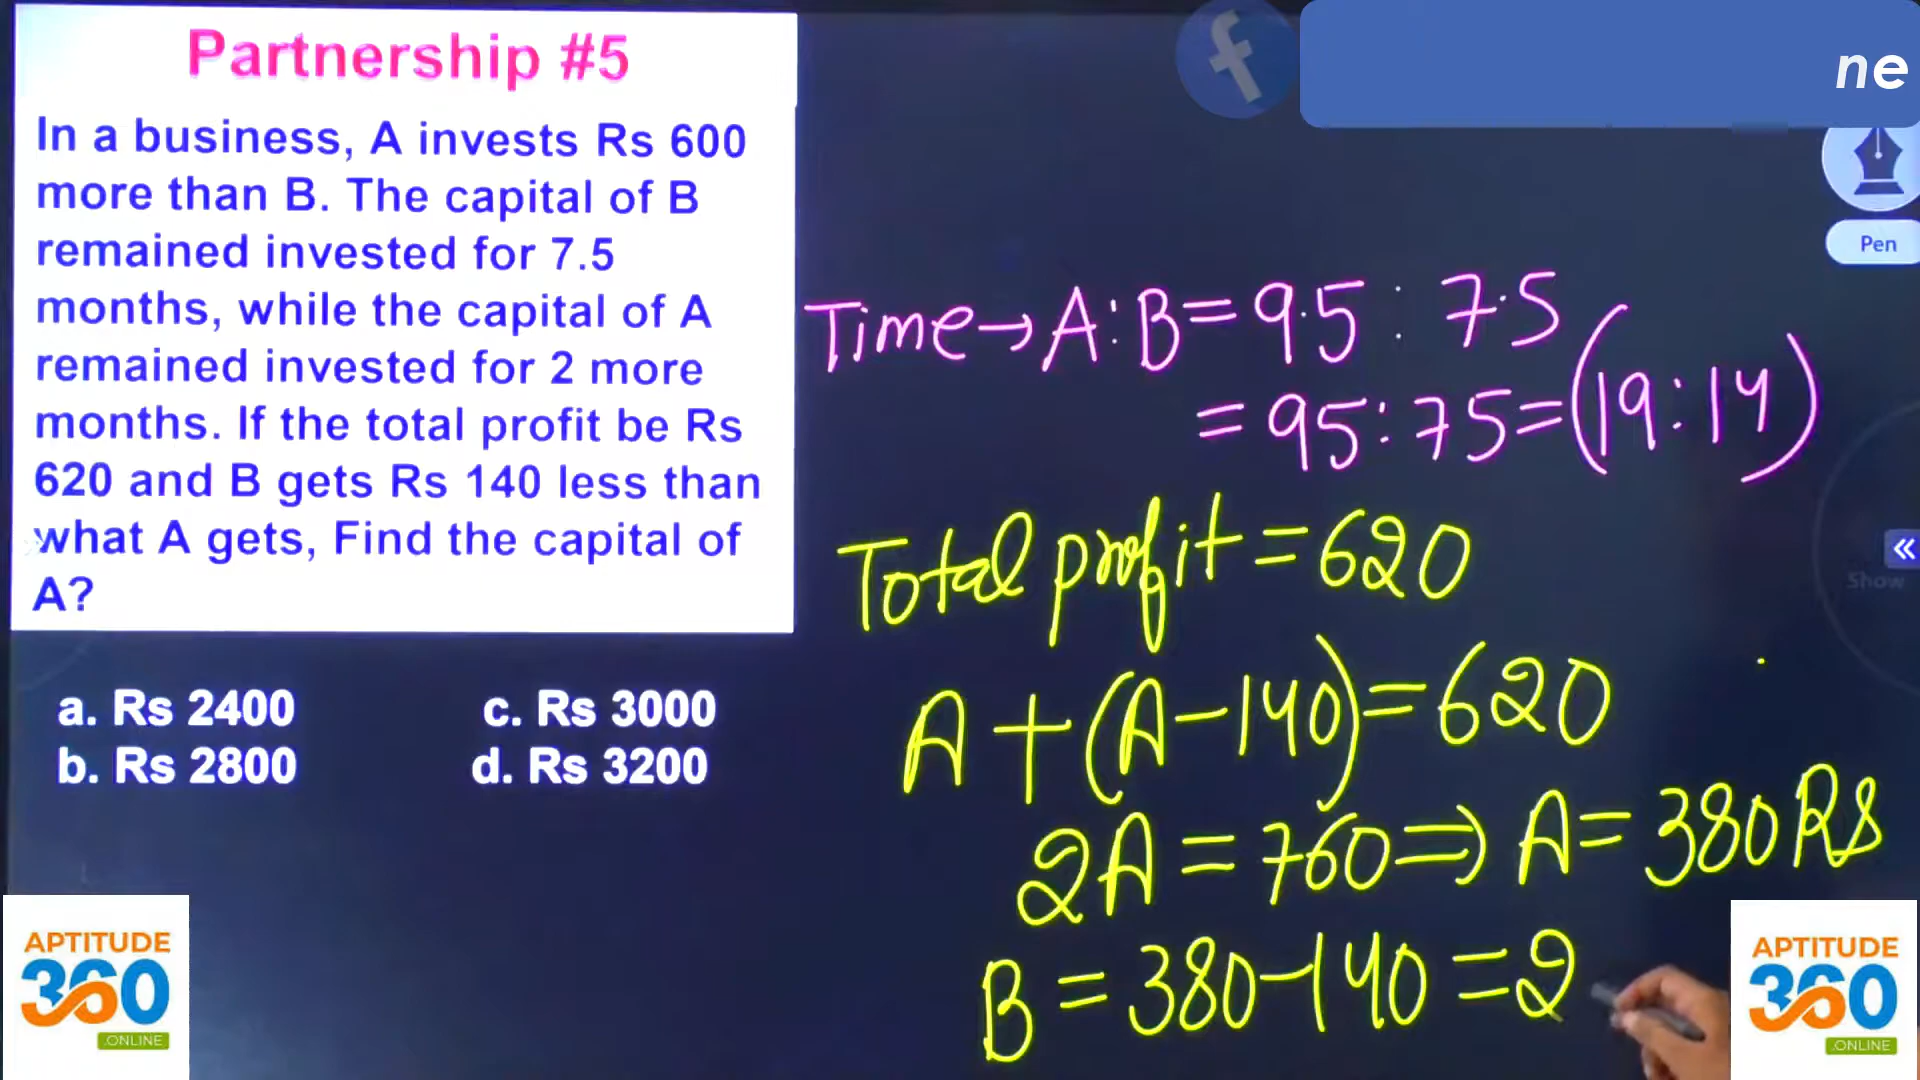 Partnership #5
In a business, A invests Rs 600
more than B. The capital of B
remained invested for 7.5
months, while the capital of A
remained invested for 2 more
months. If the total profit be Rs
620 and B gets Rs 140 less than
what A gets, Find the capital of
A?
a. Rs 2400
c. Rs 3000
b. Rs 2800
d. Rs 3200
f
ne
Pen
Time→A:B=9.5 : 7.5
=95:75=(19:14)
Total profit=620
«
Show
A+(A-140)=620
2A=760⇒A=380Rs
B=380-140=2
APTITUDE
360
.ONLINE
APTITUDE
360
.ONLINE